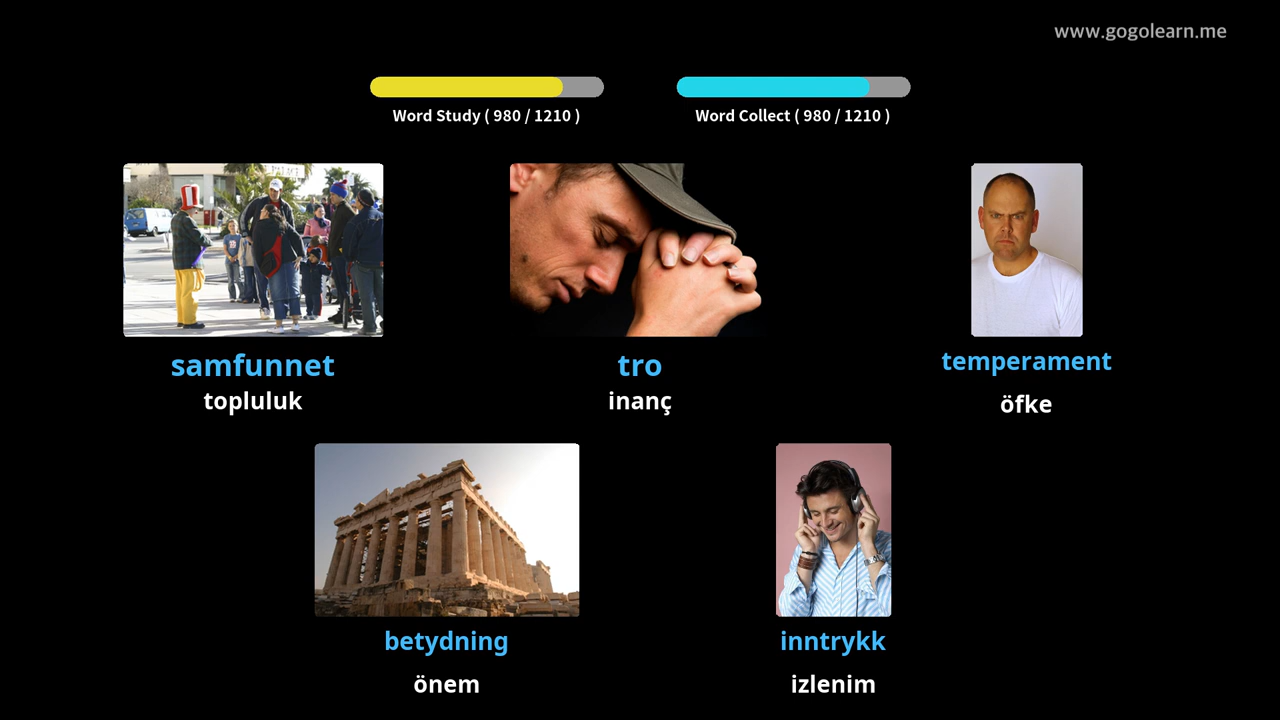 www.gogolearn.me
Word Study ( 980 / 1210 )
Word Collect ( 980 / 1210 )
samfunnet
topluluk
tro
inanç
temperament
öfke
betydning
önem
inntrykk
izlenim